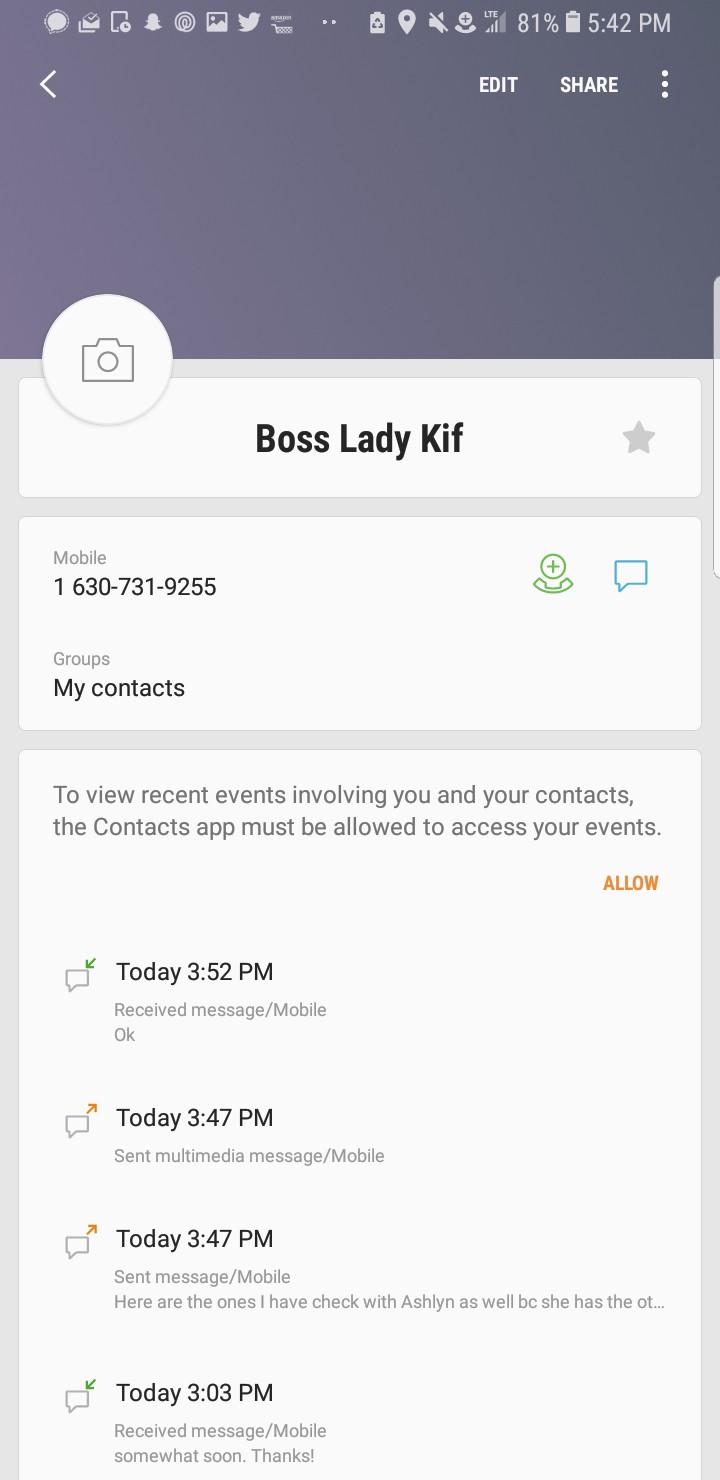 LTE 81% 5:42 PM
EDIT SHARE
Boss Lady Kif
Mobile
1 630-731-9255
Groups
My contacts
To view recent events involving you and your contacts,
the Contacts app must be allowed to access your events.
ALLOW
Today 3:52 PM
Received message/Mobile
Ok
Today 3:47 PM
Sent multimedia message/Mobile
Today 3:47 PM
Sent message/Mobile
Here are the ones I have check with Ashlyn as well bc she has the ot...
Today 3:03 PM
Received message/Mobile
somewhat soon. Thanks!